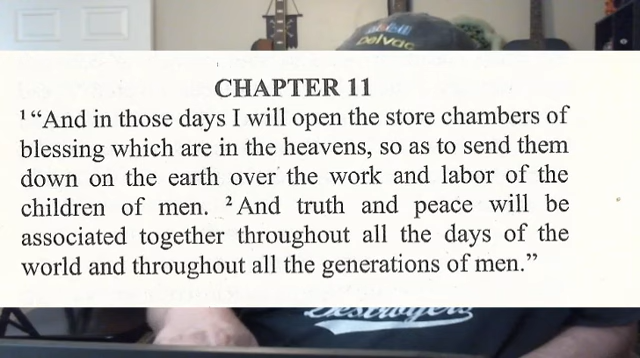 Delvac
CHAPTER 11
¹ “And in those days I will open the store chambers of
blessing which are in the heavens, so as to send them
down on the earth over the work and labor of the
children of men. ² And truth and peace will be
associated together throughout all the days of the
world and throughout all the generations of men.”
Destroyers